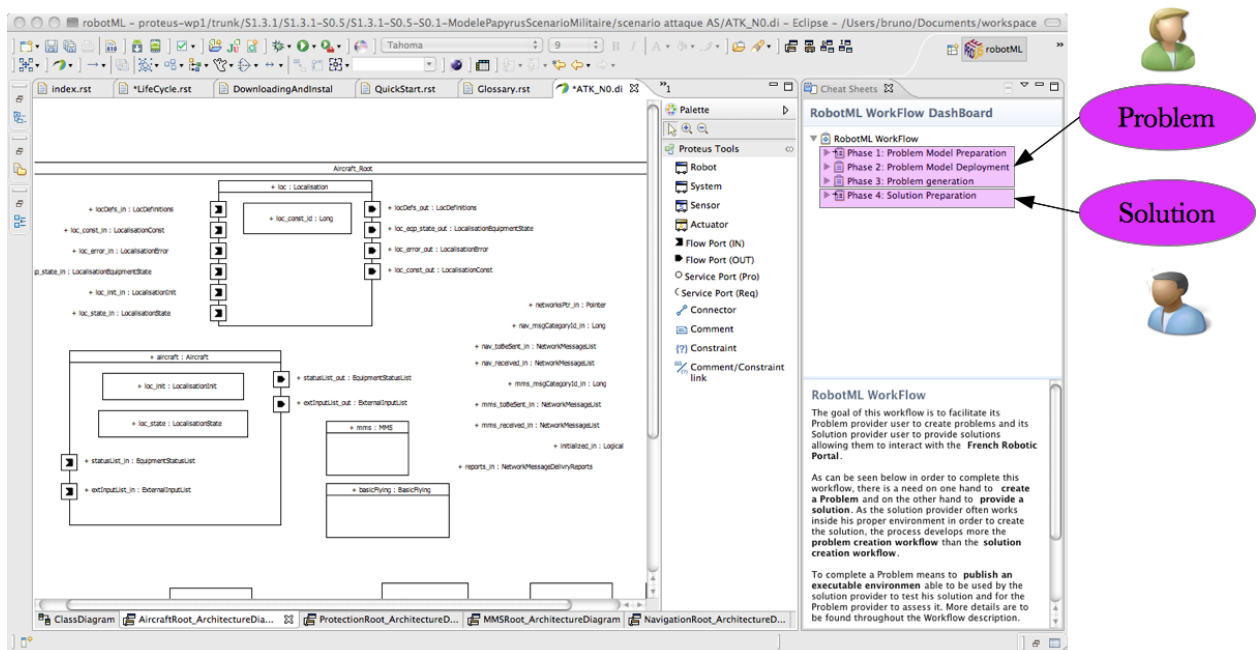 robotML - proteus-wp1/trunk/S1.3.1/S1.3.1-S0.5/S1.3.1-S0.5-S0.1-ModelePapyrusScenarioMilitaire/scenario attaque AS/ATK_N0.di - Eclipse - /Users/bruno/Documents/workspace
Tahoma
9
B I
A
robotML
index.rst
*LifeCycle.rst
DownloadingAndInstal
QuickStart.rst
Glossary.rst
*ATK_N0.di
1
Aircraft_Root
+ loc : Localisation
+ loc_const_id : Long
+ locDefs_in : LocDefinitions
+ loc_const_in : LocalisationConst
+ loc_error_in : LocalisationError
p_state_in : LocalisationEquipmentState
+ loc_init_in : LocalisationInit
+ loc_state_in : LocalisationState
+ locDefs_out : LocDefinitions
+ loc_eqp_state_out : LocalisationEquipmentState
+ loc_error_out : LocalisationError
+ loc_const_out : LocalisationConst
+ aircraft : Aircraft
+ loc_init : LocalisationInit
+ loc_state : LocalisationState
+ statusList_out : EquipmentStatusList
+ extInputList_out : ExternalInputList
+ statusList_in : EquipmentStatusList
+ extInputList_in : ExternalInputList
+ mms : MMS
+ basicFlying : BasicFlying
+ networksPtr_in : Pointer
+ nav_msgCategoryId_in : Long
+ nav_toBeSent_in : NetworkMessageList
+ nav_received_in : NetworkMessageList
+ mms_msgCategoryId_in : Long
+ mms_toBeSent_in : NetworkMessageList
+ mms_received_in : NetworkMessageList
+ initialized_in : Logical
+ reports_in : NetworkMessageDelivryReports
Palette
Proteus Tools
Robot
System
Sensor
Actuator
Flow Port (IN)
Flow Port (OUT)
Service Port (Pro)
Service Port (Req)
Connector
Comment
Constraint
Comment/Constraint
link
ClassDiagram
AircraftRoot_ArchitectureDia...
ProtectionRoot_ArchitectureD...
MMSRoot_ArchitectureDiagram
NavigationRoot_ArchitectureD...
Cheat Sheets
RobotML WorkFlow DashBoard
RobotML WorkFlow
Phase 1: Problem Model Preparation
Phase 2: Problem Model Deployment
Phase 3: Problem generation
Phase 4: Solution Preparation
Problem
Solution
RobotML WorkFlow
The goal of this workflow is to facilitate its
Problem provider user to create problems and its
Solution provider user to provide solutions
allowing them to interact with the French Robotic
Portal.
As can be seen below in order to complete this
workflow, there is a need on one hand to create
a Problem and on the other hand to provide a
solution. As the solution provider often works
inside his proper environment in order to create
the solution, the process develops more the
problem creation workflow than the solution
creation workflow.
To complete a Problem means to publish an
executable environmen able to be used by the
solution provider to test his solution and for the
Problem provider to assess it. More details are to
be found throughout the Workflow description.